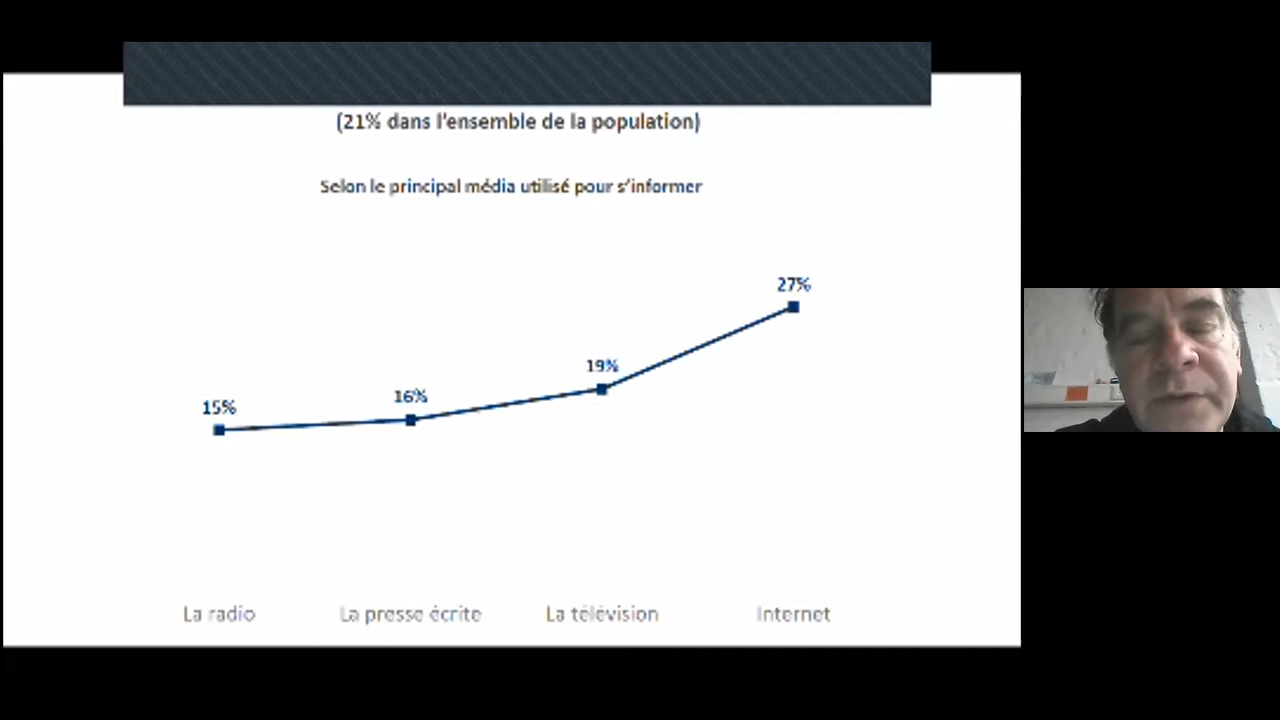 (21% dans l'ensemble de la population)
Selon le principal média utilisé pour s'informer
27%
19%
16%
15%
La radio La presse écrite La télévision Internet